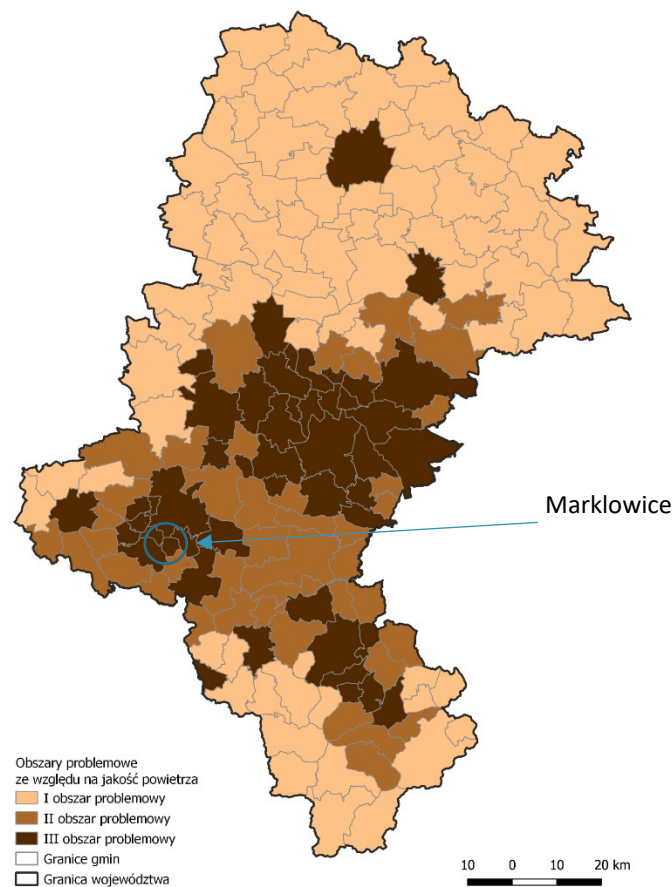 Marklowice
Obszary problemowe
ze względu na jakość powietrza
I obszar problemowy
II obszar problemowy
III obszar problemowy
Granice gmin
Granica województwa
10 0 10 20 km